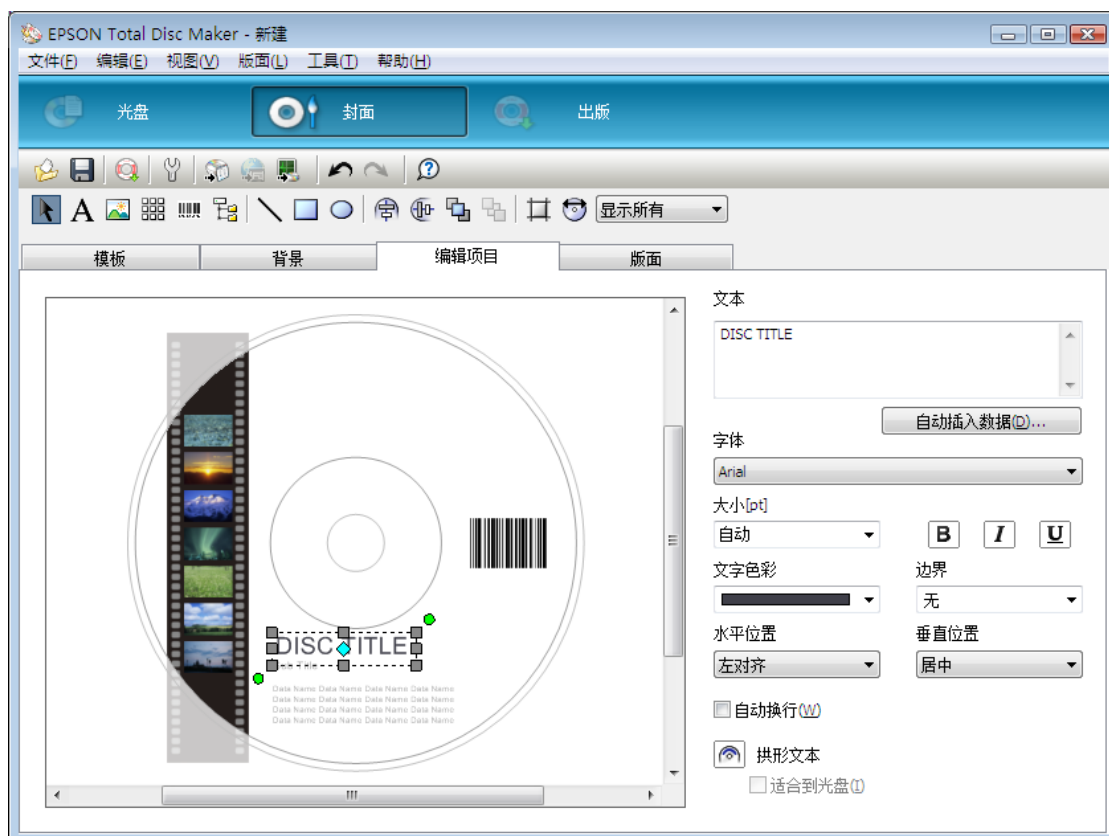 EPSON Total Disc Maker - 新建
文件(F) 编辑(E) 视图(V) 版面(L) 工具(T) 帮助(H)
光盘 封面 出版
显示所有
模板 背景 编辑项目 版面
文本
DISC TITLE
自动插入数据(D)...
字体
Arial
大小[pt]
自动
B I U
文字色彩 边界
无
水平位置 垂直位置
左对齐 居中
自动换行(W)
拱形文本
适合到光盘(I)
DISC TITLE
Title
Data Name Data Name Data Name Data Name
Data Name Data Name Data Name Data Name
Data Name Data Name Data Name Data Name
Data Name Data Name Data Name Data Name